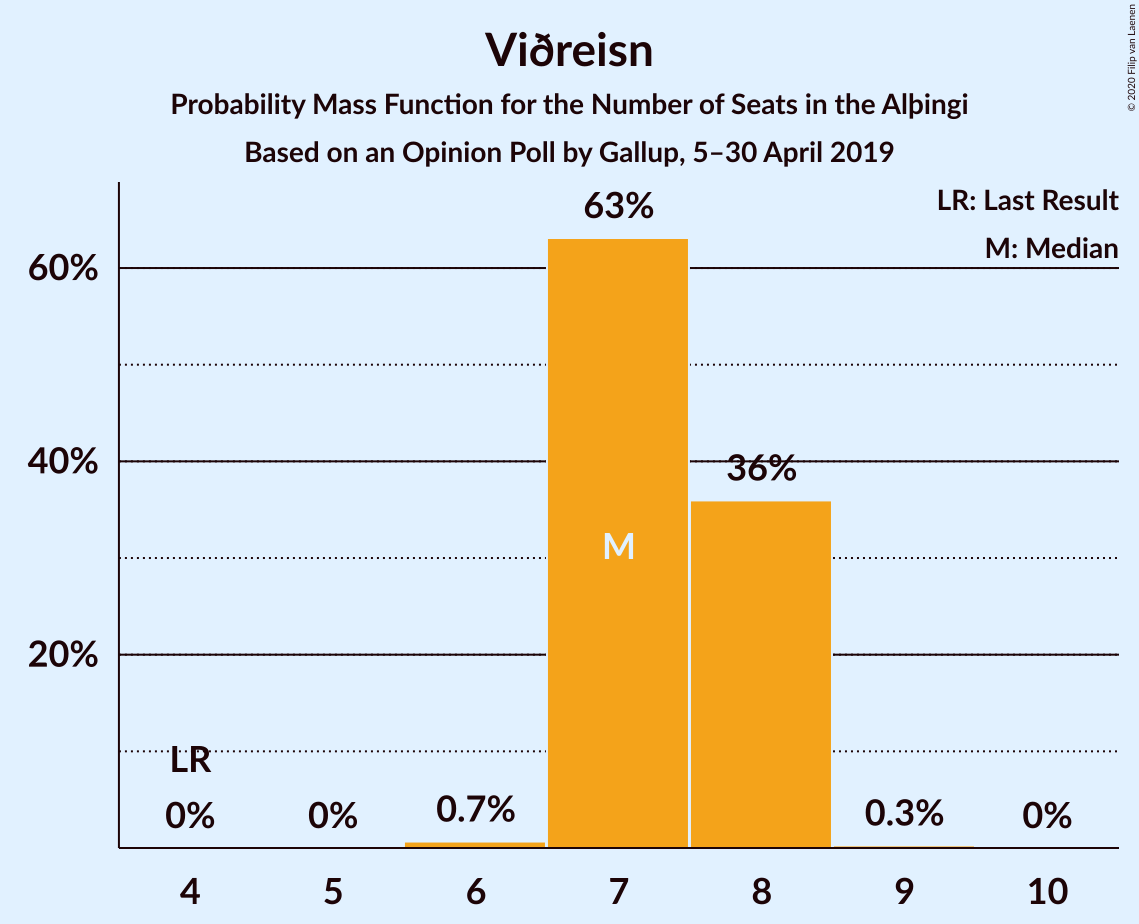 Viðreisn
Probability Mass Function for the Number of Seats in the Alþingi
Based on an Opinion Poll by Gallup, 5–30 April 2019
© 2020 Filip van Laenen
LR: Last Result
M: Median
63%
60%
40%
36%
M
20%
LR
0%
0%
0.7%
0.3%
0%
4
5
6
7
8
9
10